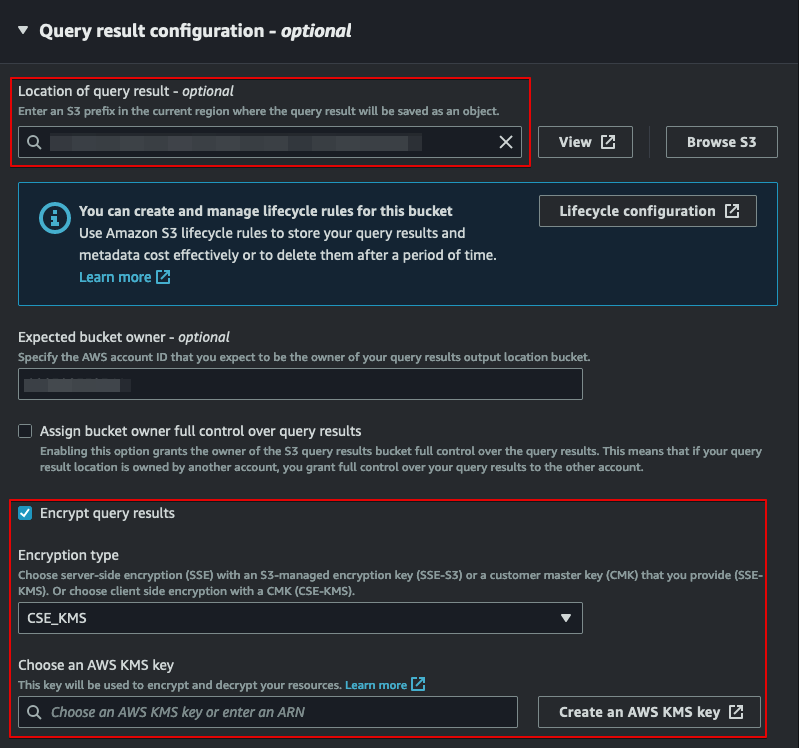 Query result configuration - optional
Location of query result - optional
Enter an S3 prefix in the current region where the query result will be saved as an object.
View
Browse S3
You can create and manage lifecycle rules for this bucket
Lifecycle configuration
Use Amazon S3 lifecycle rules to store your query results and
metadata cost effectively or to delete them after a period of time.
Learn more
Expected bucket owner - optional
Specify the AWS account ID that you expect to be the owner of your query results output location bucket.
Assign bucket owner full control over query results
Enabling this option grants the owner of the S3 query results bucket full control over the query results. This means that if your query
result location is owned by another account, you grant full control over your query results to the other account.
Encrypt query results
Encryption type
Choose server-side encryption (SSE) with an S3-managed encryption key (SSE-S3) or a customer master key (CMK) that you provide (SSE-
KMS). Or choose client side encryption with a CMK (CSE-KMS).
CSE_KMS
Choose an AWS KMS key
This key will be used to encrypt and decrypt your resources. Learn more
Choose an AWS KMS key or enter an ARN
Create an AWS KMS key